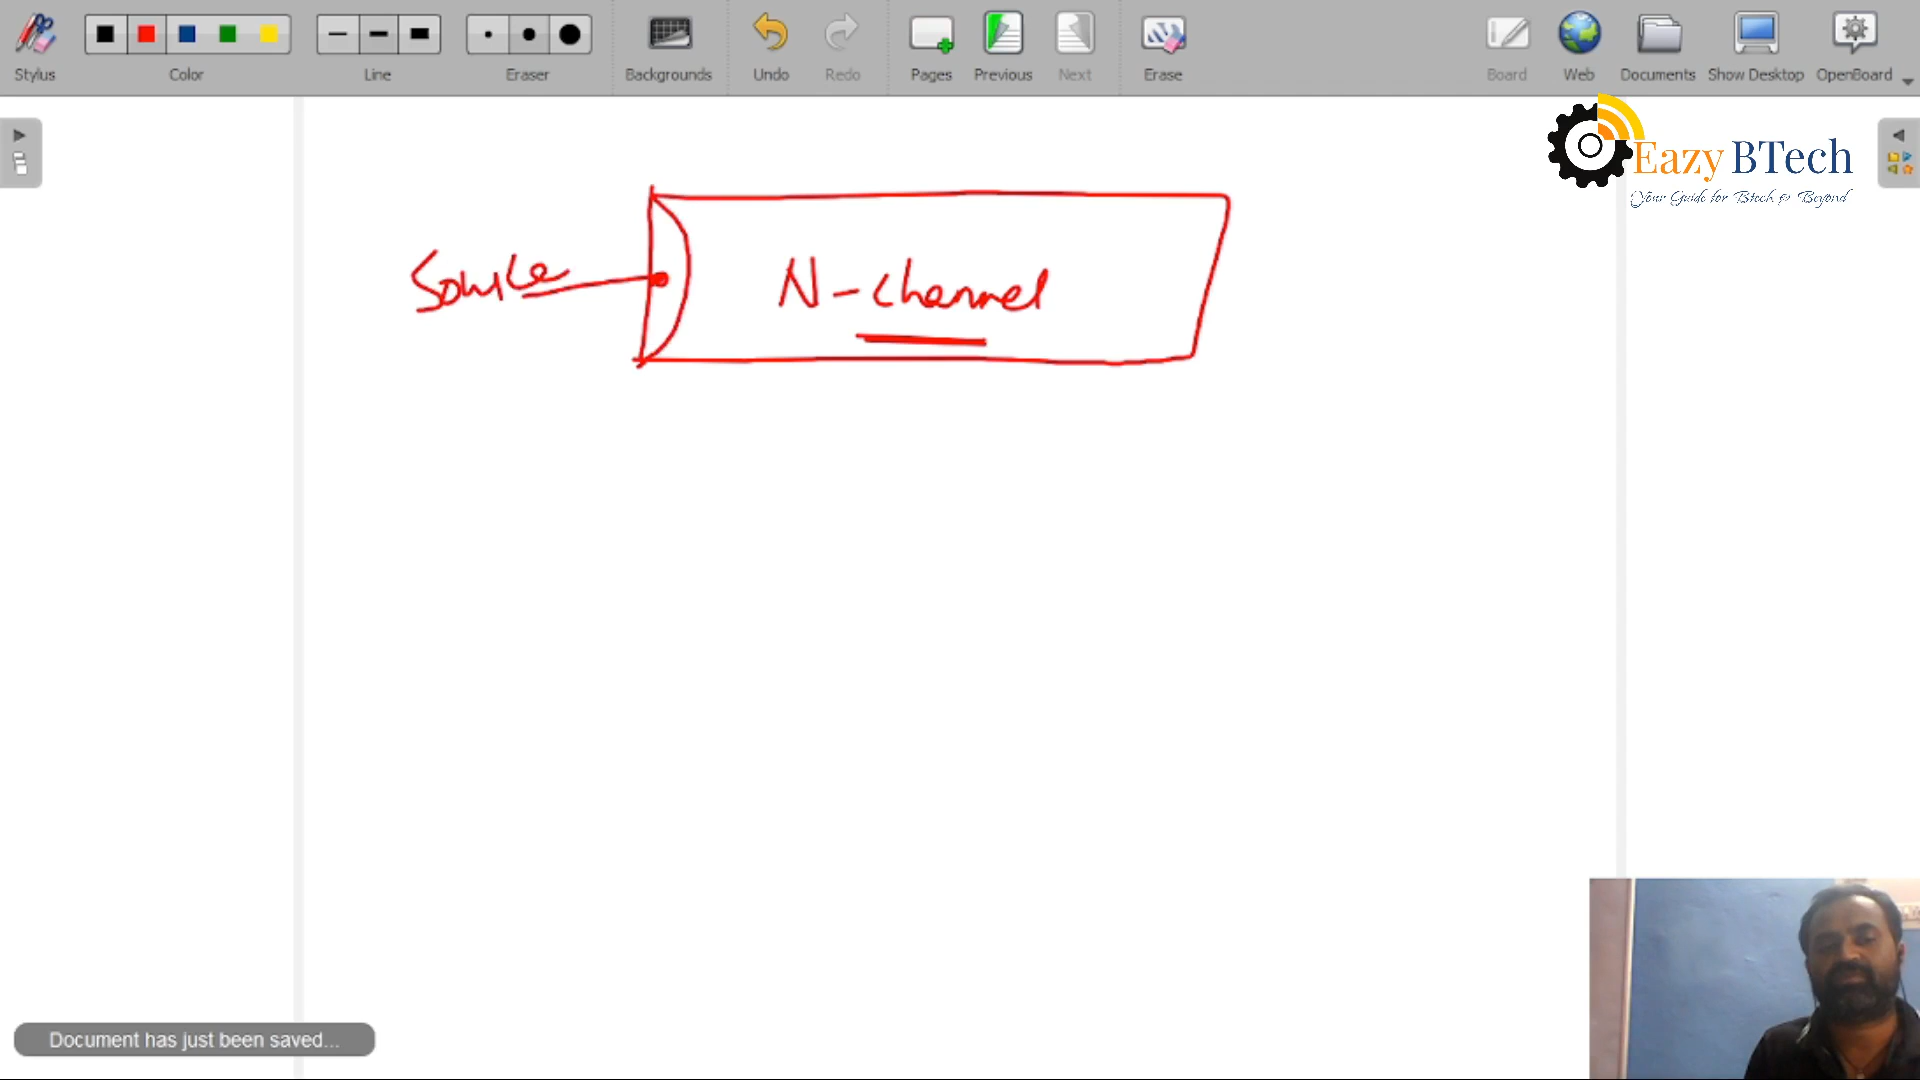 Stylus Color Line Eraser Backgrounds Undo Redo Pages Previous Next Erase Board Web Documents Show Desktop OpenBoard
Eazy BTech
Your Guide for Btech & Beyond
Source
N-channel
Document has just been saved...